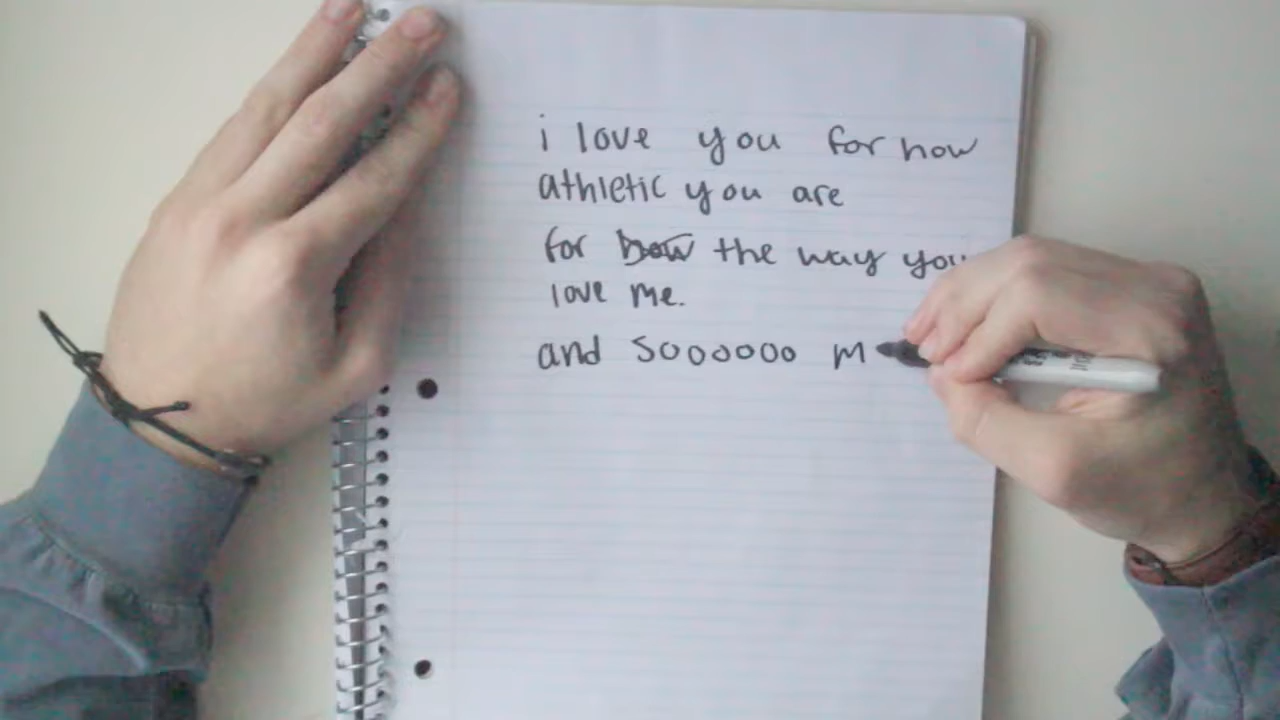 i love you for how
athletic you are
for how the way you
love me.
and soooooo m